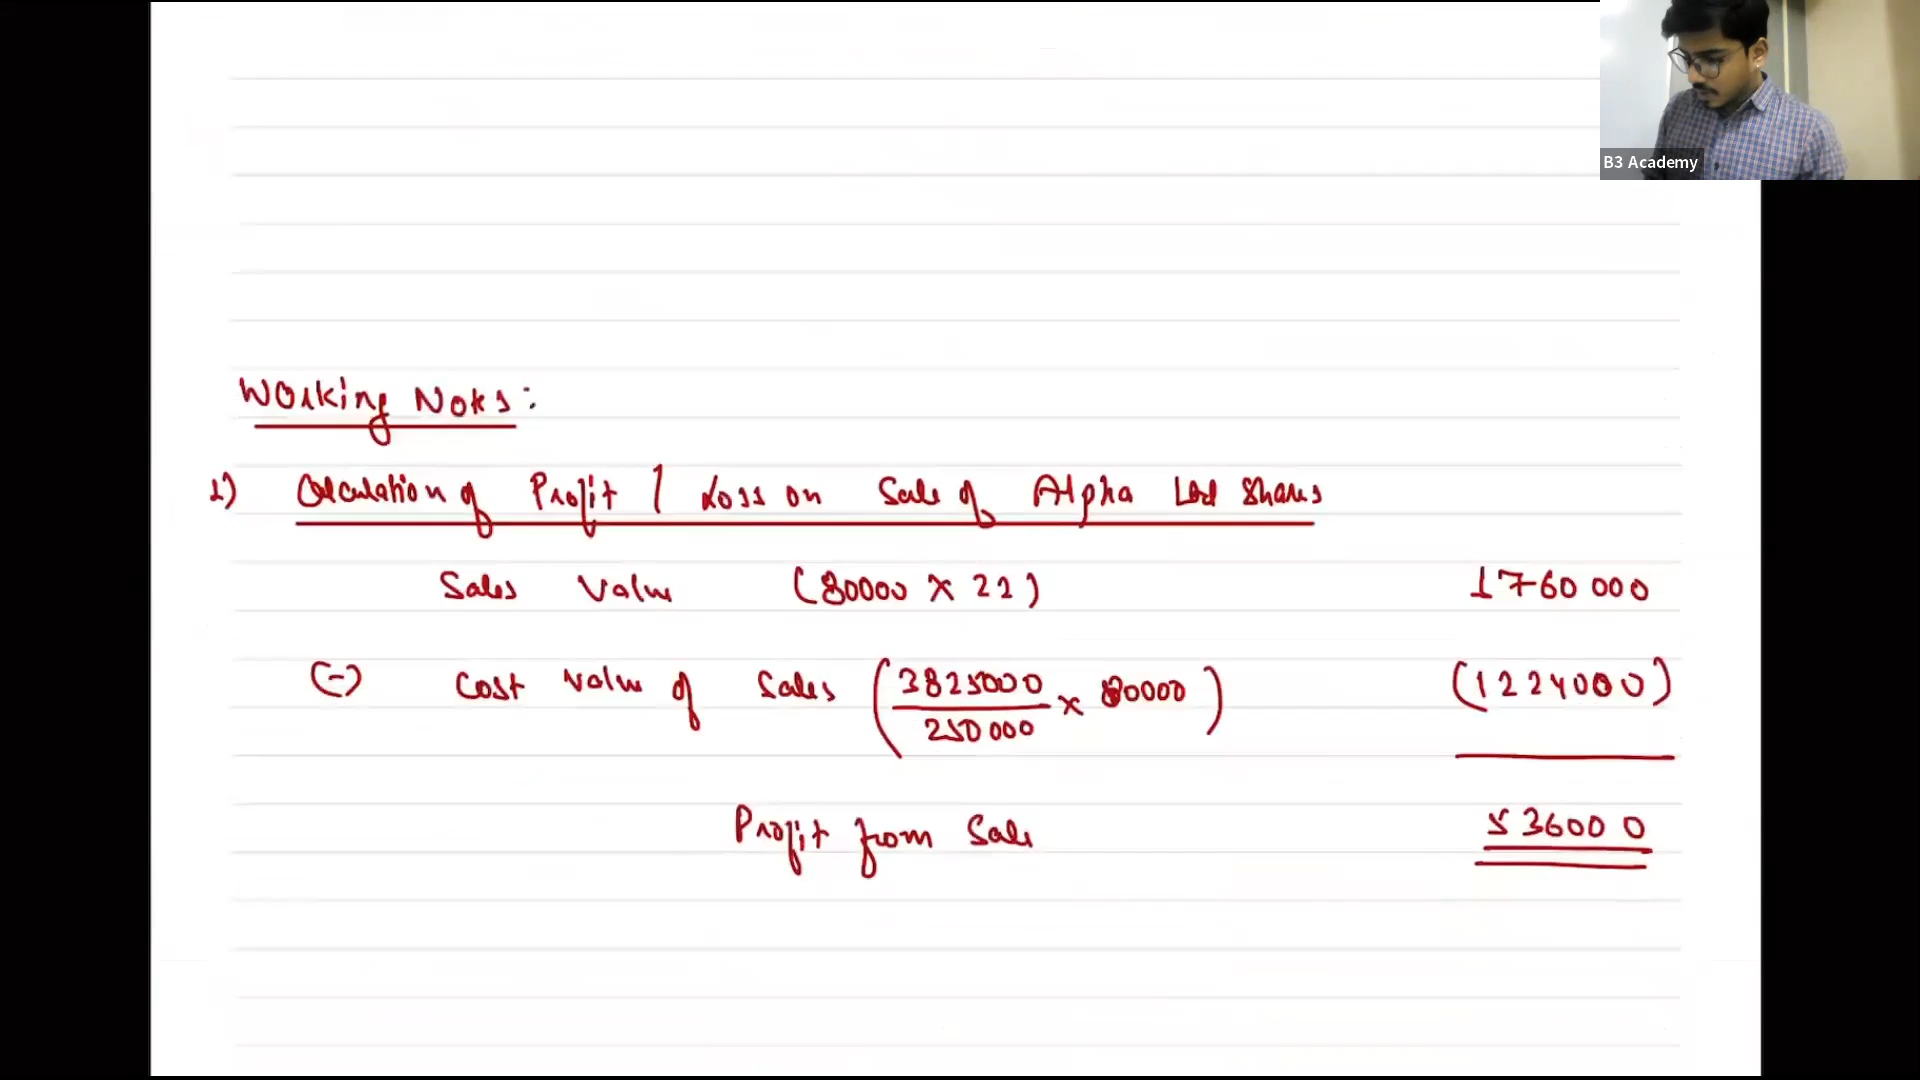 B3 Academy
Working Notes:
1) Calculation of Profit / Loss on Sale of Alpha Ltd Shares
Sales Value (80000 x 22) 1760000
(-) Cost Value of Sales (3825000/250000 x 80000) (1224000)
Profit from Sale 536000